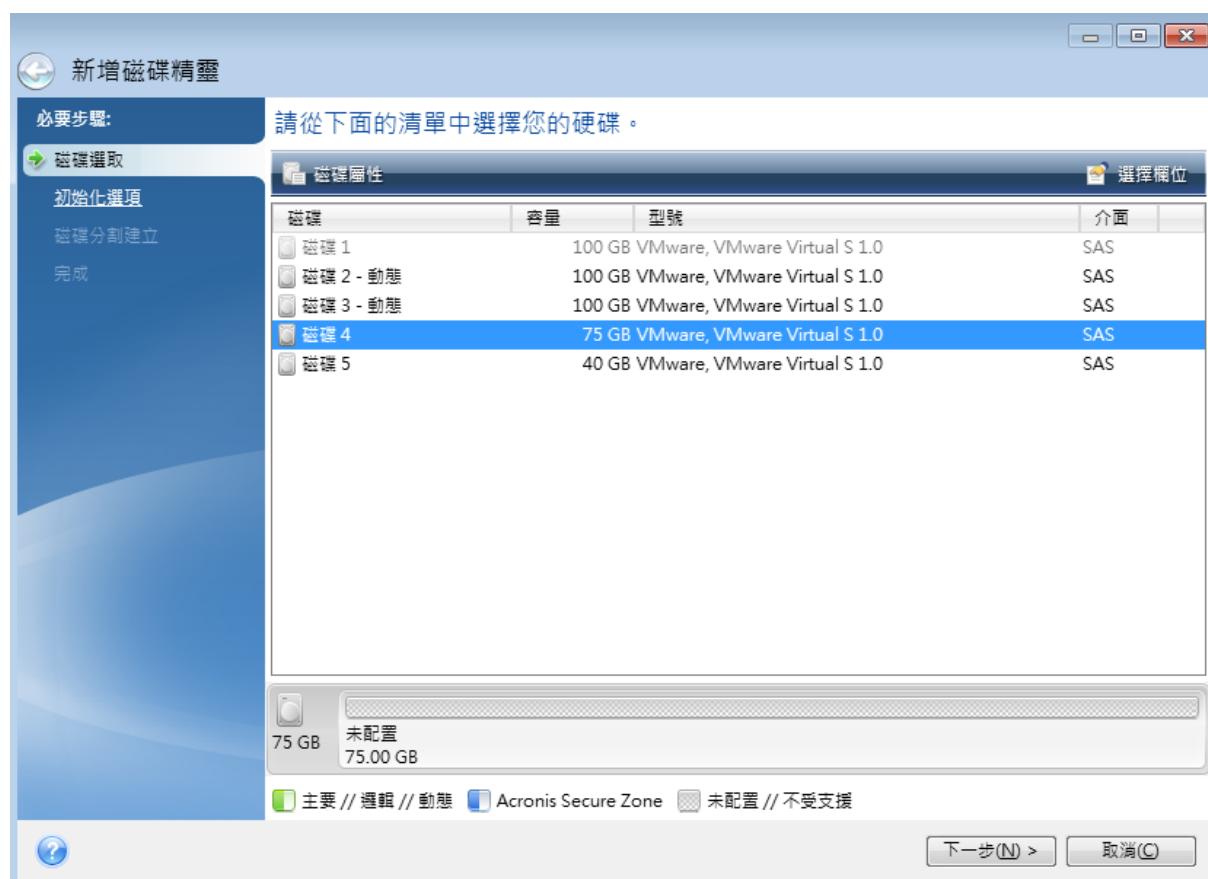 新增磁碟精靈
必要步驟:
磁碟選取
初始化選項
磁碟分割建立
完成
請從下面的清單中選擇您的硬碟。
磁碟屬性 選擇欄位
磁碟 容量 型號 介面
磁碟 1 100 GB VMware, VMware Virtual S 1.0 SAS
磁碟 2 - 動態 100 GB VMware, VMware Virtual S 1.0 SAS
磁碟 3 - 動態 100 GB VMware, VMware Virtual S 1.0 SAS
磁碟 4 75 GB VMware, VMware Virtual S 1.0 SAS
磁碟 5 40 GB VMware, VMware Virtual S 1.0 SAS
75 GB
未配置
75.00 GB
主要 // 邏輯 // 動態 Acronis Secure Zone 未配置 // 不受支援
下一步(N) > 取消(C)